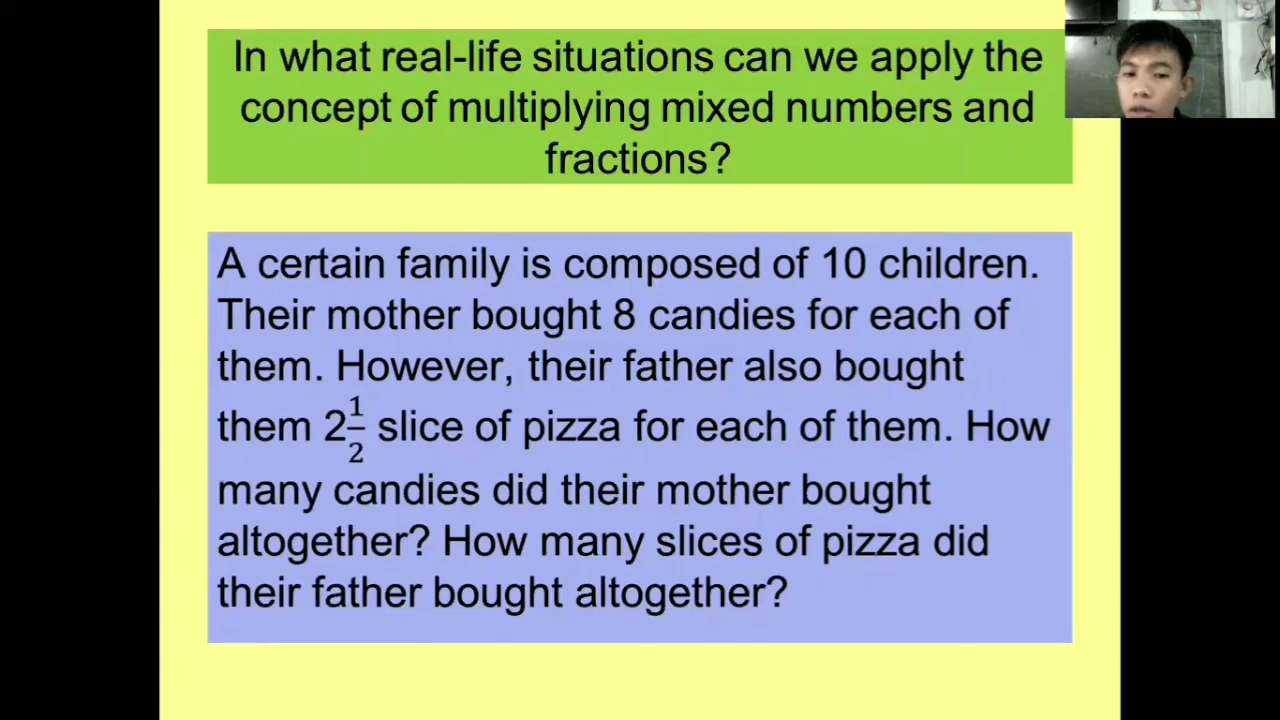 In what real-life situations can we apply the
concept of multiplying mixed numbers and
fractions?
A certain family is composed of 10 children.
Their mother bought 8 candies for each of
them. However, their father also bought
them 2 1/2 slice of pizza for each of them. How
many candies did their mother bought
altogether? How many slices of pizza did
their father bought altogether?